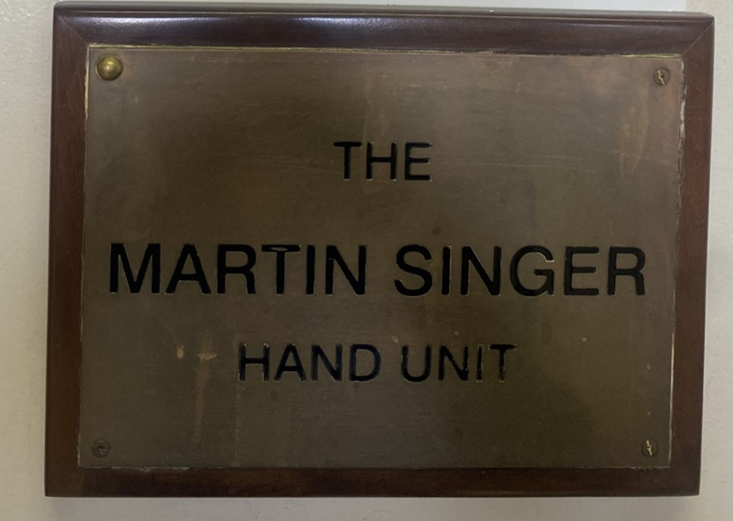 THE
MARTIN SINGER
HAND UNIT